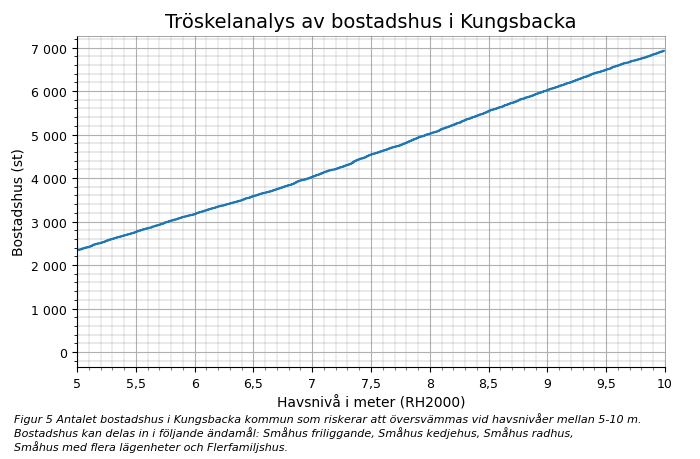 Tröskelanalys av bostadshus i Kungsbacka
7 000
6 000
5 000
4 000
3 000
2 000
1 000
0
Bostadshus (st)
5 5,5 6 6,5 7 7,5 8 8,5 9 9,5 10
Havsnivå i meter (RH2000)
Figur 5 Antalet bostadshus i Kungsbacka kommun som riskerar att översvämmas vid havsnivåer mellan 5-10 m.
Bostadshus kan delas in i följande ändamål: Småhus friliggande, Småhus kedjehus, Småhus radhus,
Småhus med flera lägenheter och Flerfamiljshus.